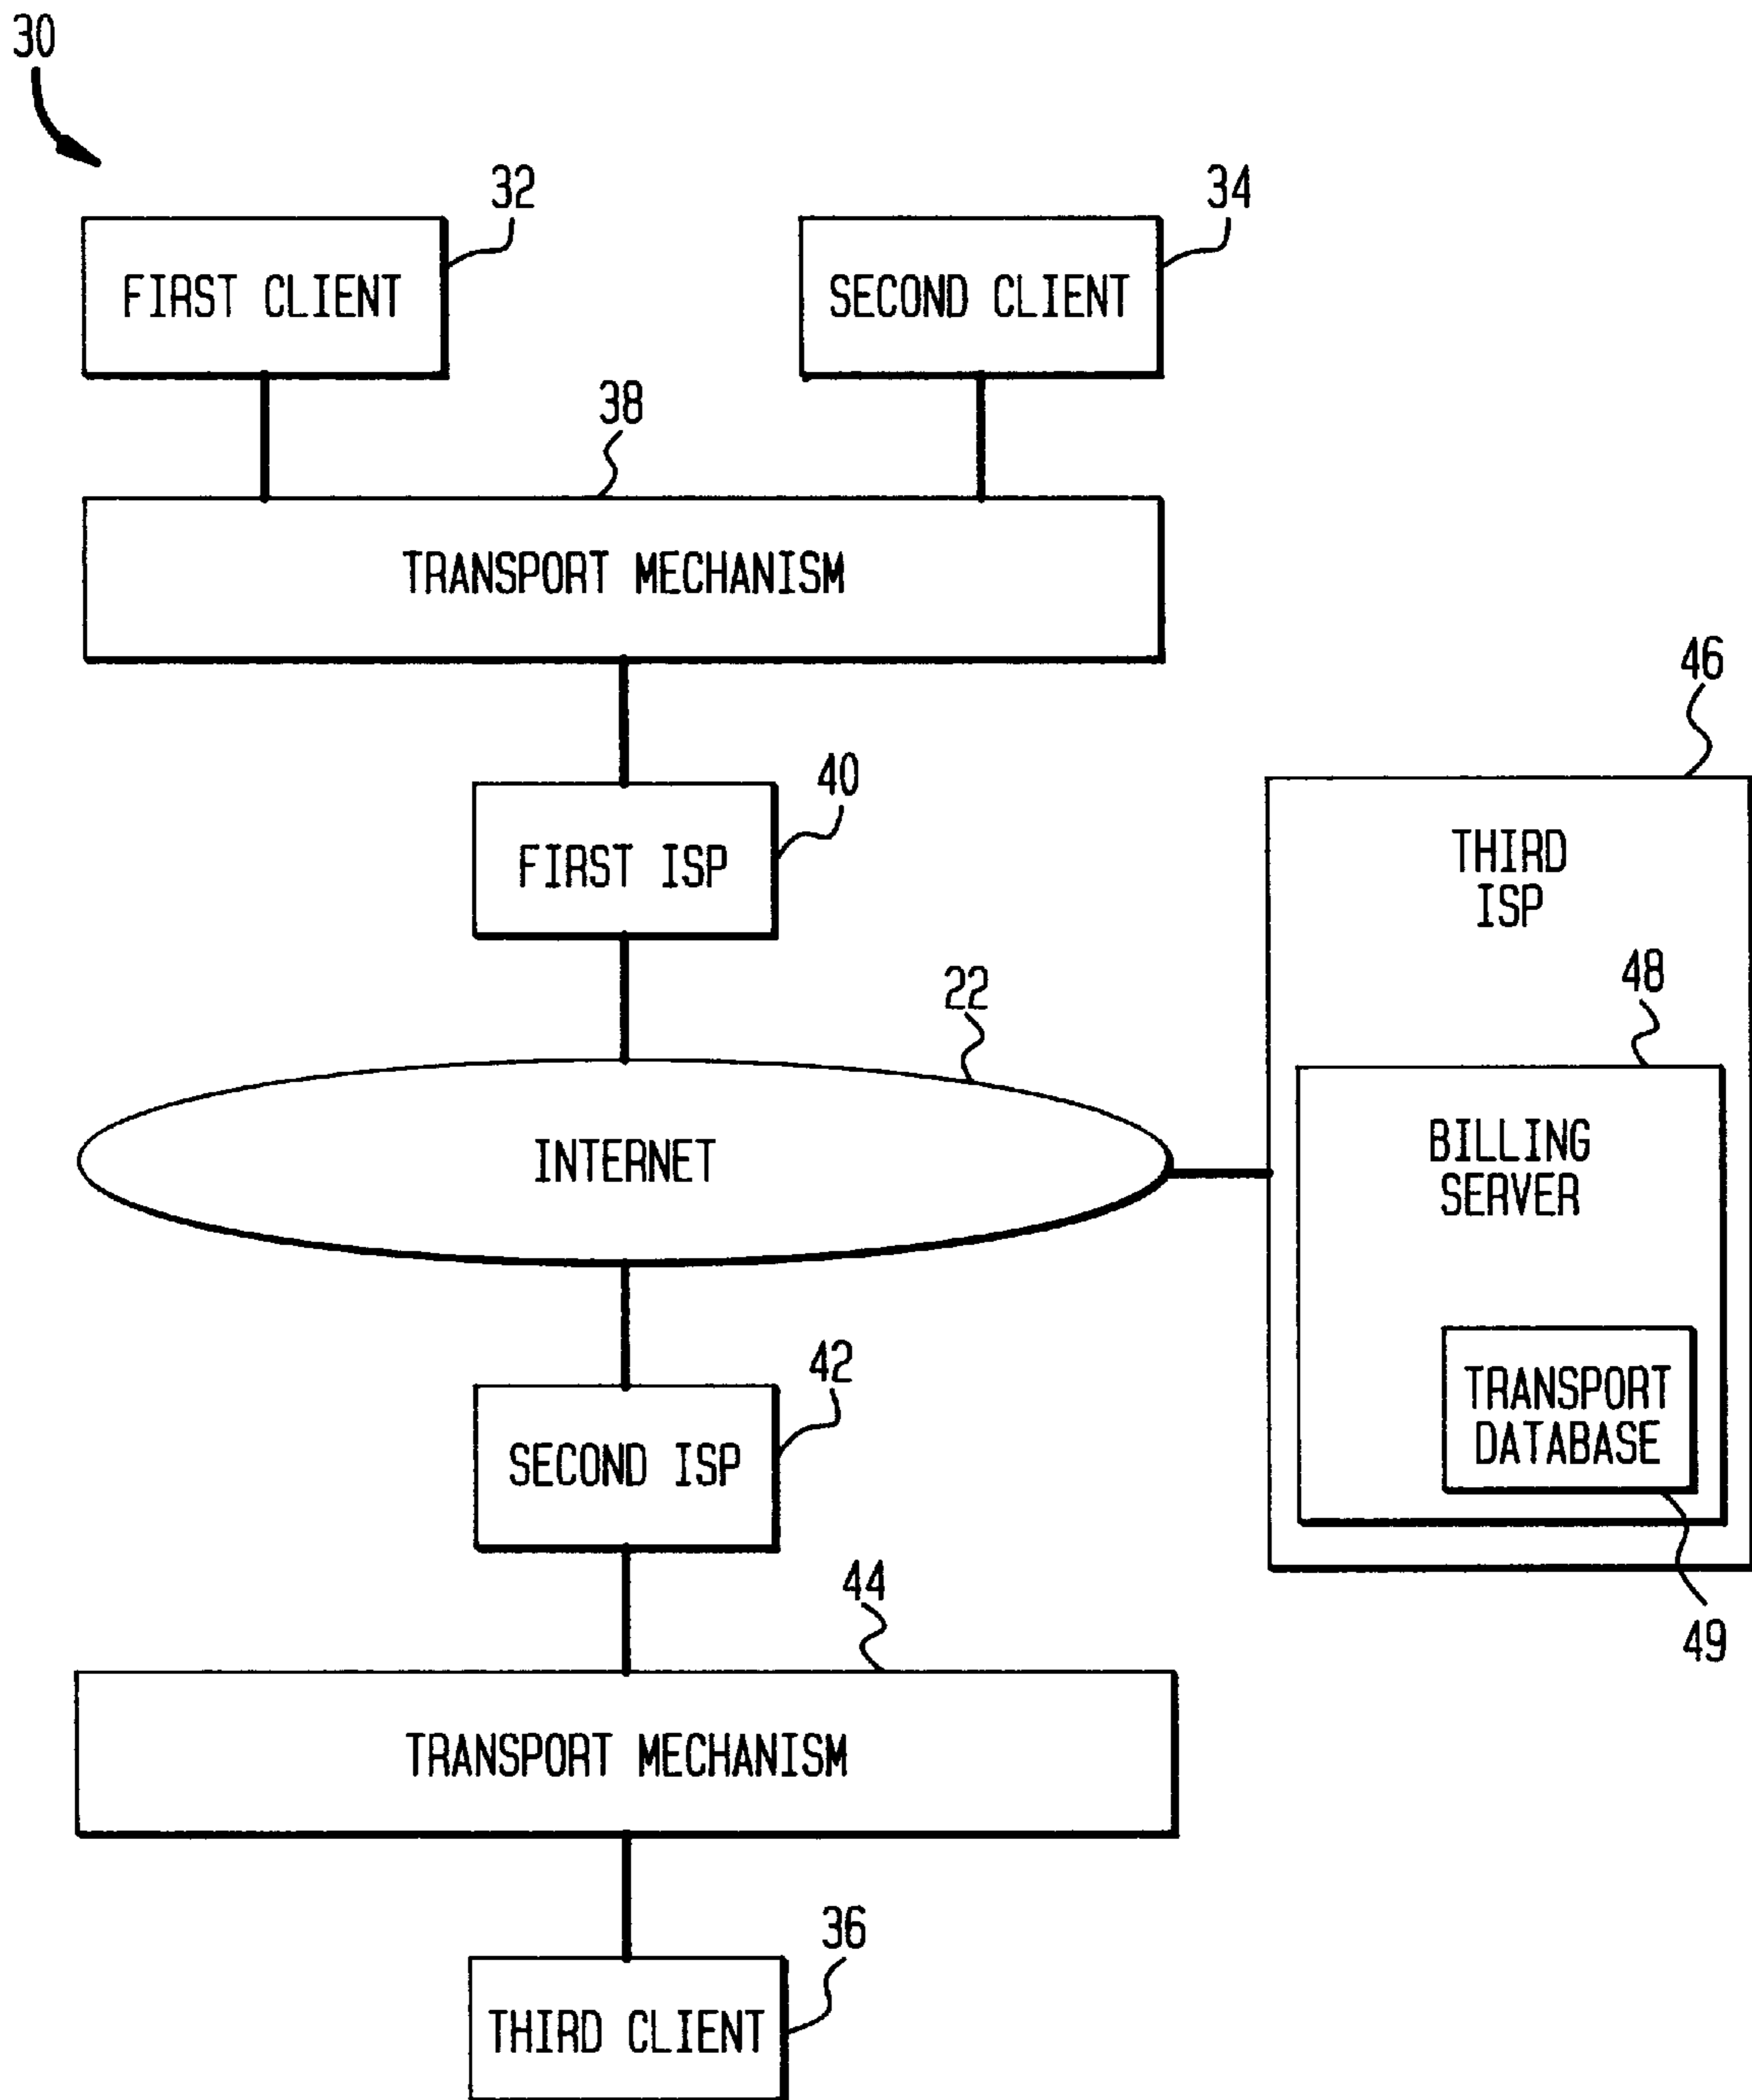 30
32
34
FIRST CLIENT
SECOND CLIENT
38
TRANSPORT MECHANISM
46
40
FIRST ISP
THIRD
ISP
22
48
INTERNET
BILLING
SERVER
42
SECOND ISP
TRANSPORT
DATABASE
44
49
TRANSPORT MECHANISM
36
THIRD CLIENT